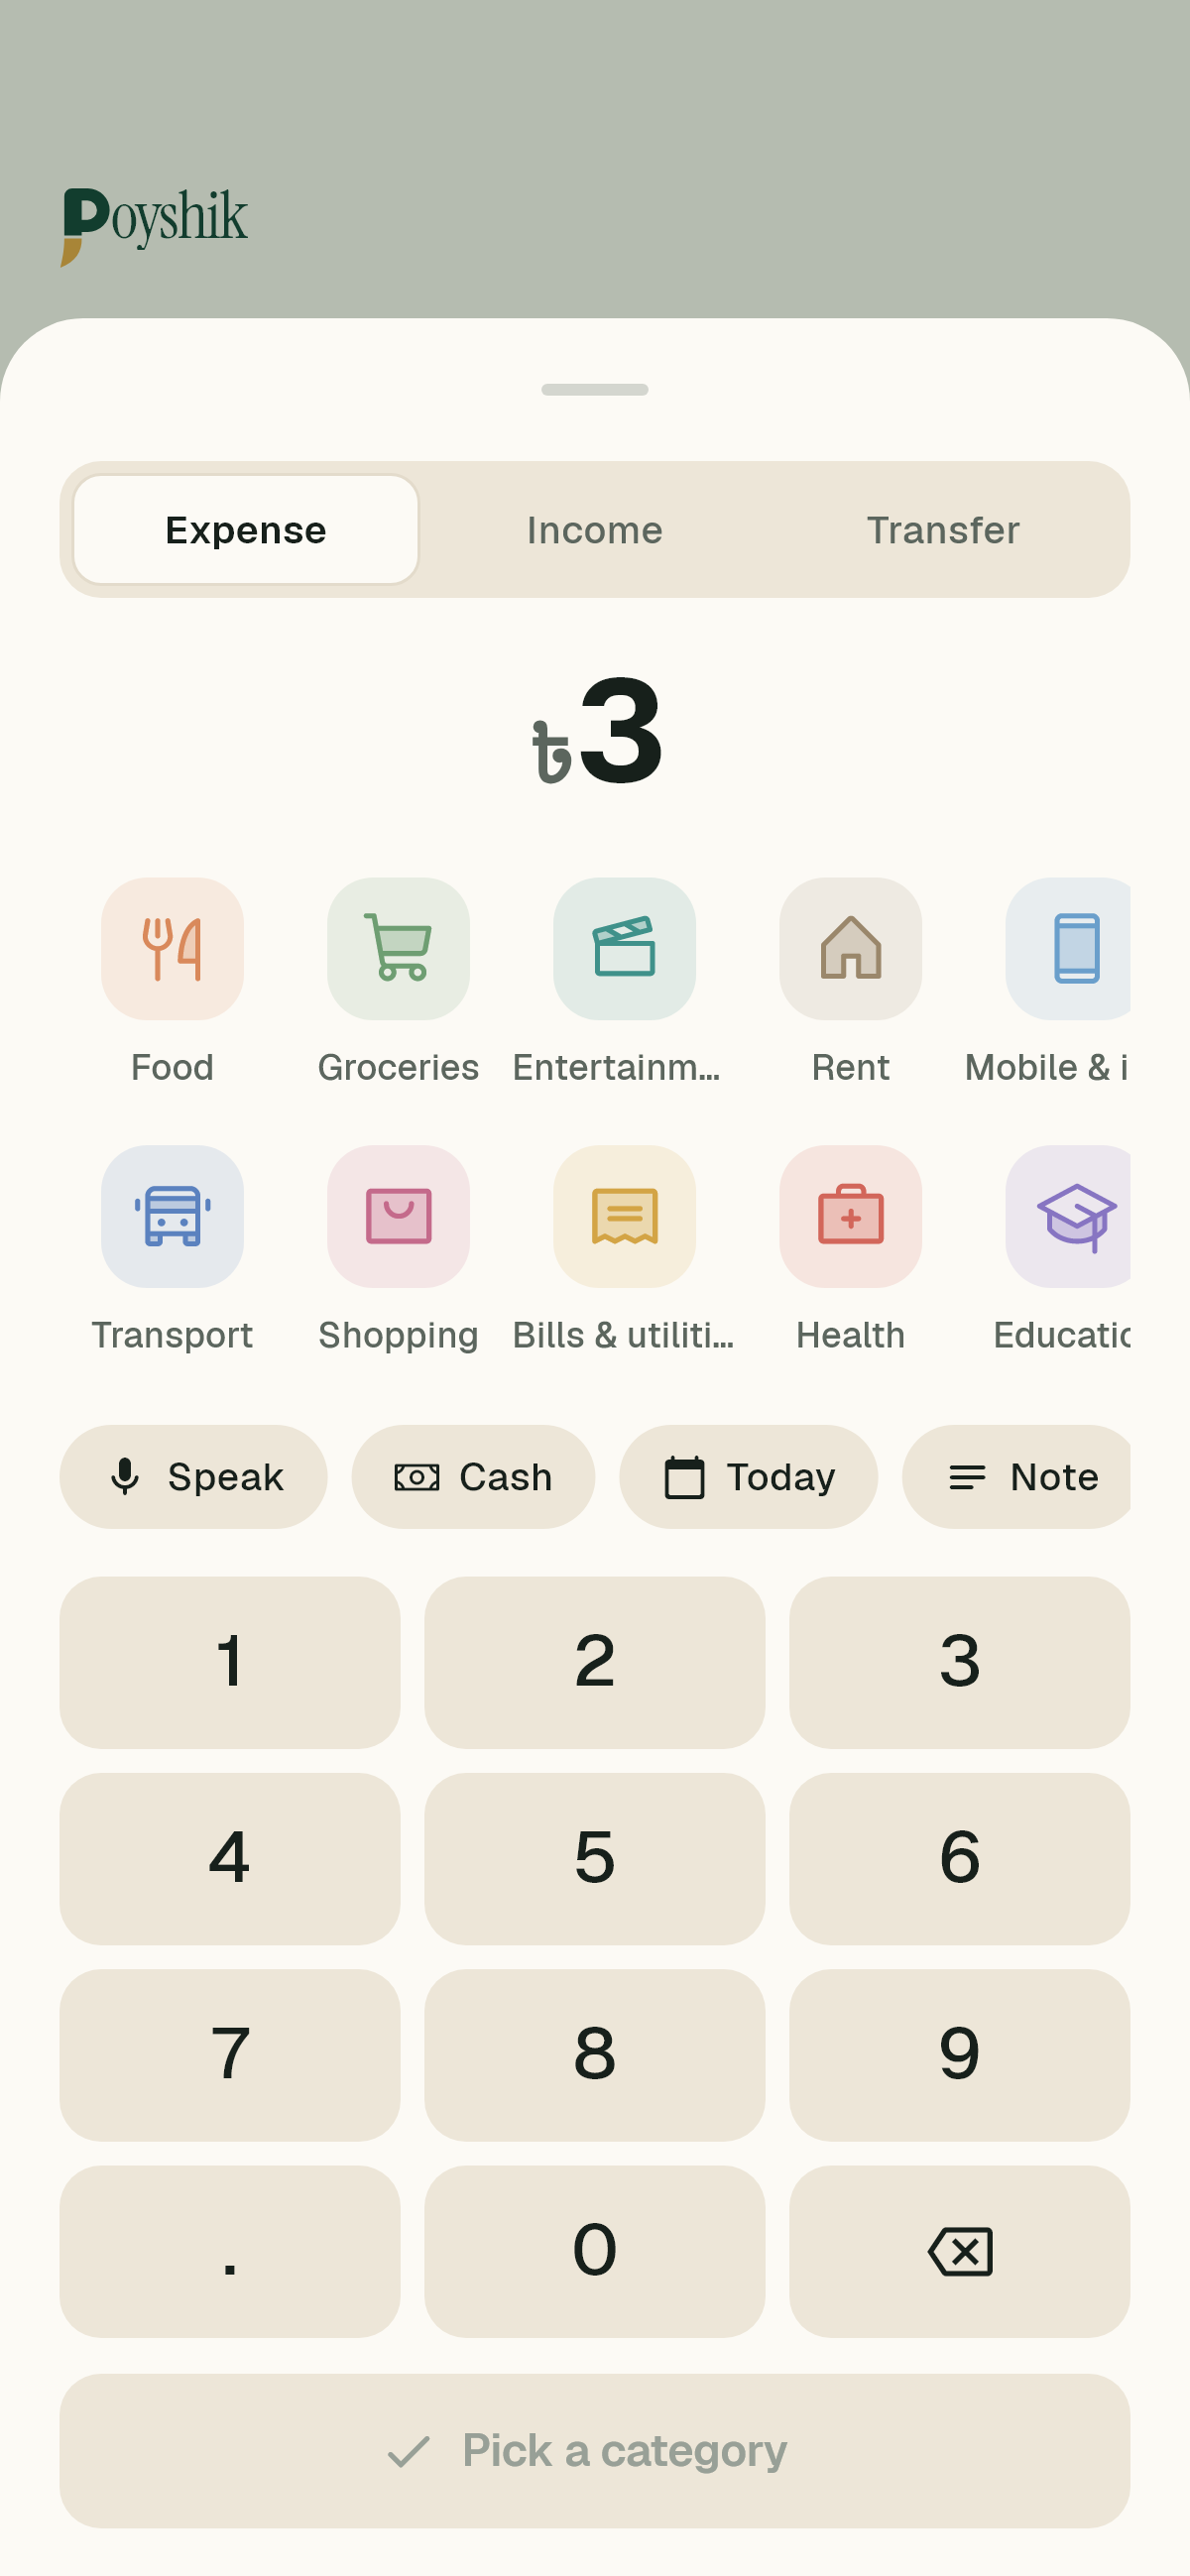 Poyshik
Expense Income Transfer
৳3
Food Groceries Entertainm... Rent Mobile & i
Transport Shopping Bills & utiliti... Health Educatio
Speak Cash Today Note
1 2 3
4 5 6
7 8 9
. 0
Pick a category